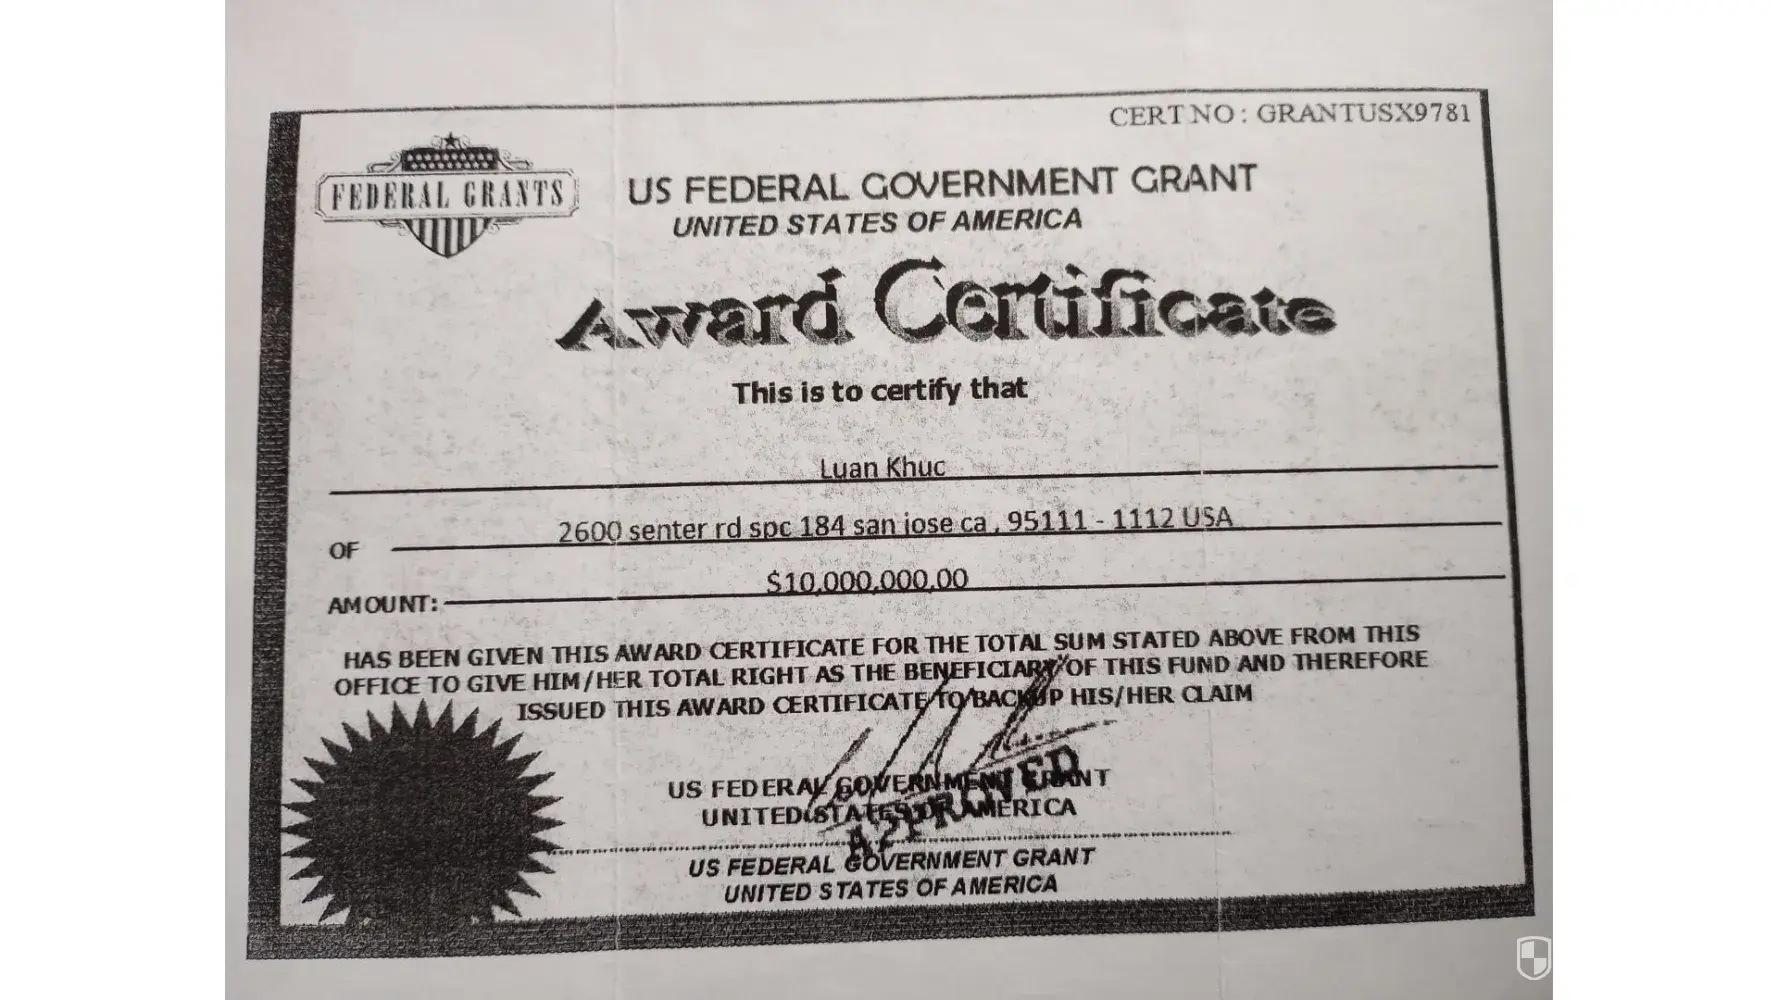 CERT NO : GRANTUSX9781
FEDERAL GRANTS
US FEDERAL GOVERNMENT GRANT
UNITED STATES OF AMERICA
Award Certificate
This is to certify that
Luan Khuc
OF 2600 senter rd spc 184 san jose ca , 95111 - 1112 USA
AMOUNT: $10,000,000,00
HAS BEEN GIVEN THIS AWARD CERTIFICATE FOR THE TOTAL SUM STATED ABOVE FROM THIS
OFFICE TO GIVE HIM/HER TOTAL RIGHT AS THE BENEFICIARY OF THIS FUND AND THEREFORE
ISSUED THIS AWARD CERTIFICATE TO BACKUP HIS/HER CLAIM
US FEDERAL GOVERNMENT GRANT
UNITED STATES OF AMERICA
APPROVED
US FEDERAL GOVERNMENT GRANT
UNITED STATES OF AMERICA